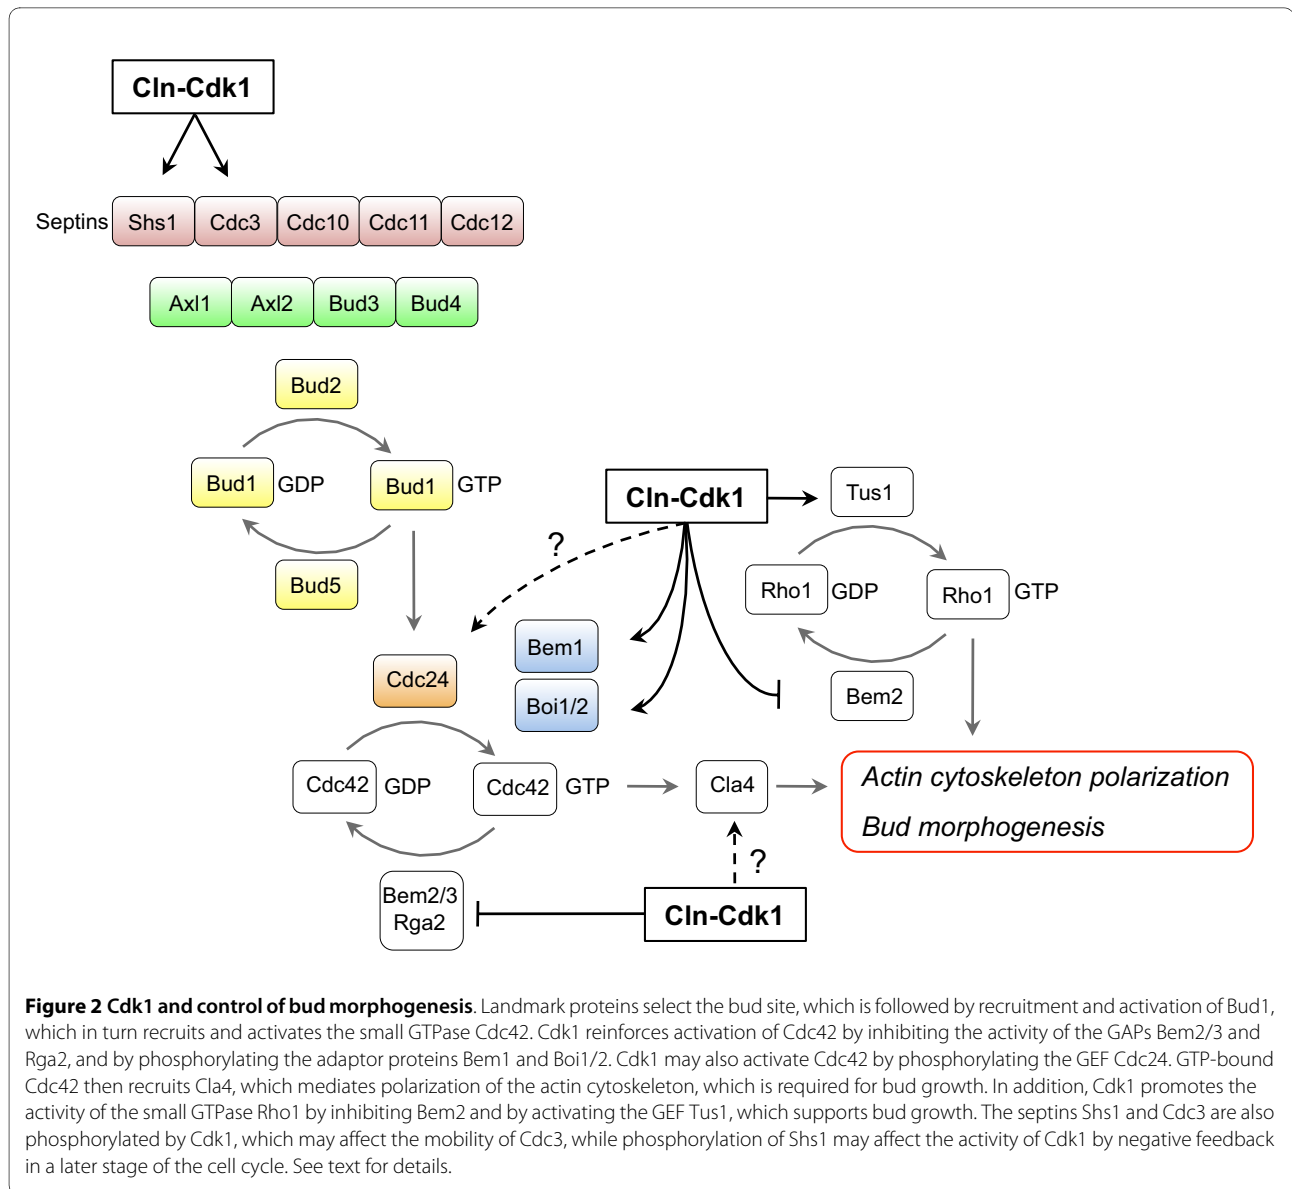 Cln-Cdk1
Septins Shs1 Cdc3 Cdc10 Cdc11 Cdc12
Axl1 Axl2 Bud3 Bud4
Bud2
Bud1 GDP Bud1 GTP
Bud5
Cln-Cdk1 Tus1
?
Rho1 GDP Rho1 GTP
Bem1
Bem2
Cdc24
Boi1/2
Cdc42 GDP Cdc42 GTP Cla4
Actin cytoskeleton polarization
Bud morphogenesis
?
Bem2/3
Rga2
Cln-Cdk1
Figure 2 Cdk1 and control of bud morphogenesis. Landmark proteins select the bud site, which is followed by recruitment and activation of Bud1,
which in turn recruits and activates the small GTPase Cdc42. Cdk1 reinforces activation of Cdc42 by inhibiting the activity of the GAPs Bem2/3 and
Rga2, and by phosphorylating the adaptor proteins Bem1 and Boi1/2. Cdk1 may also activate Cdc42 by phosphorylating the GEF Cdc24. GTP-bound
Cdc42 then recruits Cla4, which mediates polarization of the actin cytoskeleton, which is required for bud growth. In addition, Cdk1 promotes the
activity of the small GTPase Rho1 by inhibiting Bem2 and by activating the GEF Tus1, which supports bud growth. The septins Shs1 and Cdc3 are also
phosphorylated by Cdk1, which may affect the mobility of Cdc3, while phosphorylation of Shs1 may affect the activity of Cdk1 by negative feedback
in a later stage of the cell cycle. See text for details.